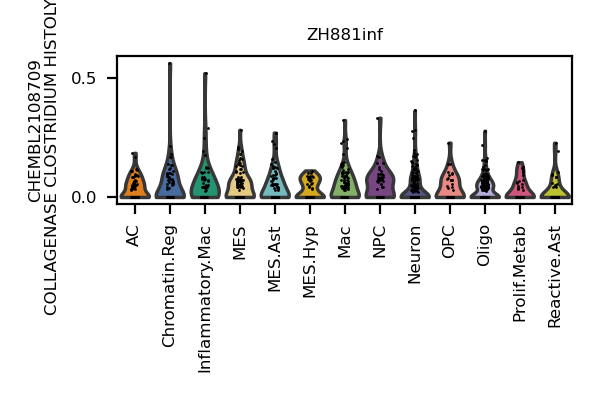 ZH881inf
CHEMBL2108709
COLLAGENASE CLOSTRIDIUM HISTOLY
0.5
0.0
AC
Chromatin.Reg
Inflammatory.Mac
MES
MES.Ast
MES.Hyp
Mac
NPC
Neuron
OPC
Oligo
Prolif.Metab
Reactive.Ast